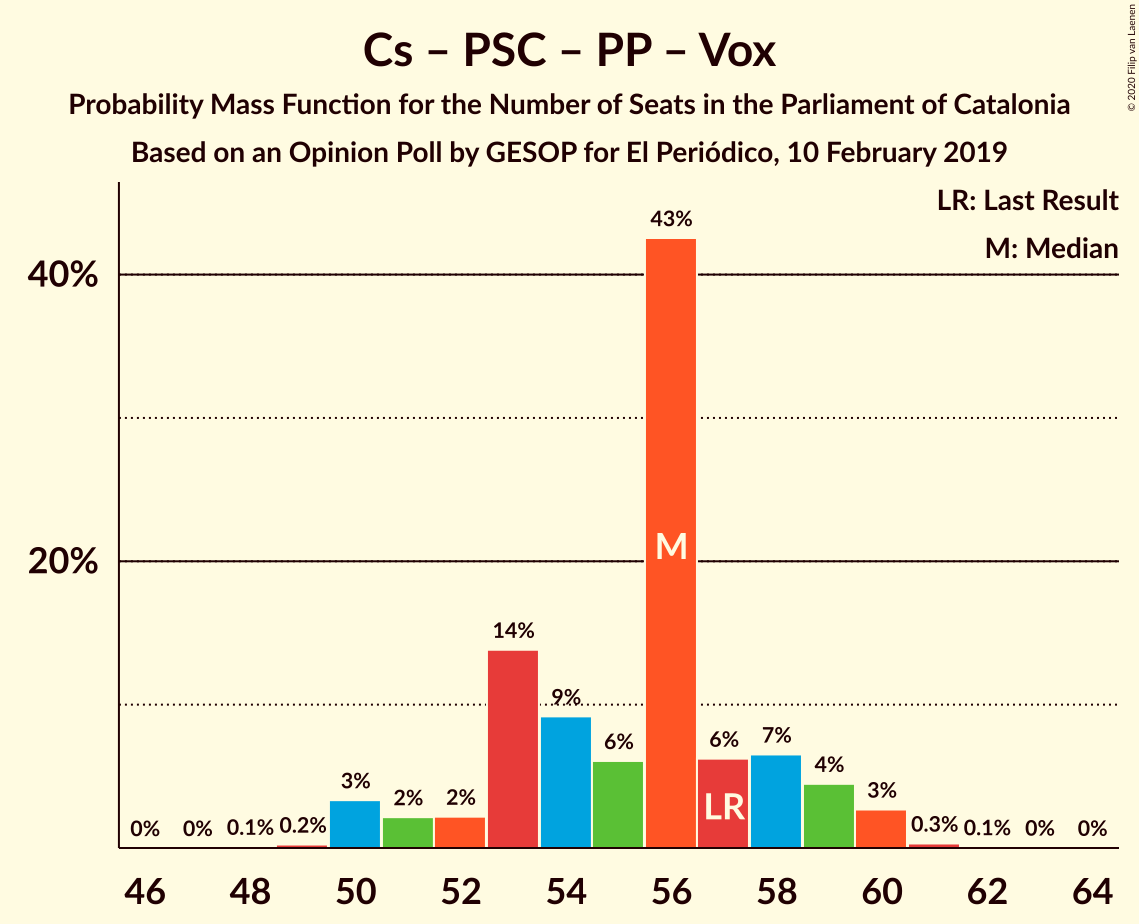 Cs – PSC – PP – Vox
Probability Mass Function for the Number of Seats in the Parliament of Catalonia
Based on an Opinion Poll by GESOP for El Periódico, 10 February 2019
© 2020 Filip van Laenen
LR: Last Result
M: Median
40%
20%
0%
0%
0.1%
0.2%
3%
2%
2%
14%
9%
6%
43%
6%
7%
4%
3%
0.3%
0.1%
0%
0%
M
LR
46 48 50 52 54 56 58 60 62 64